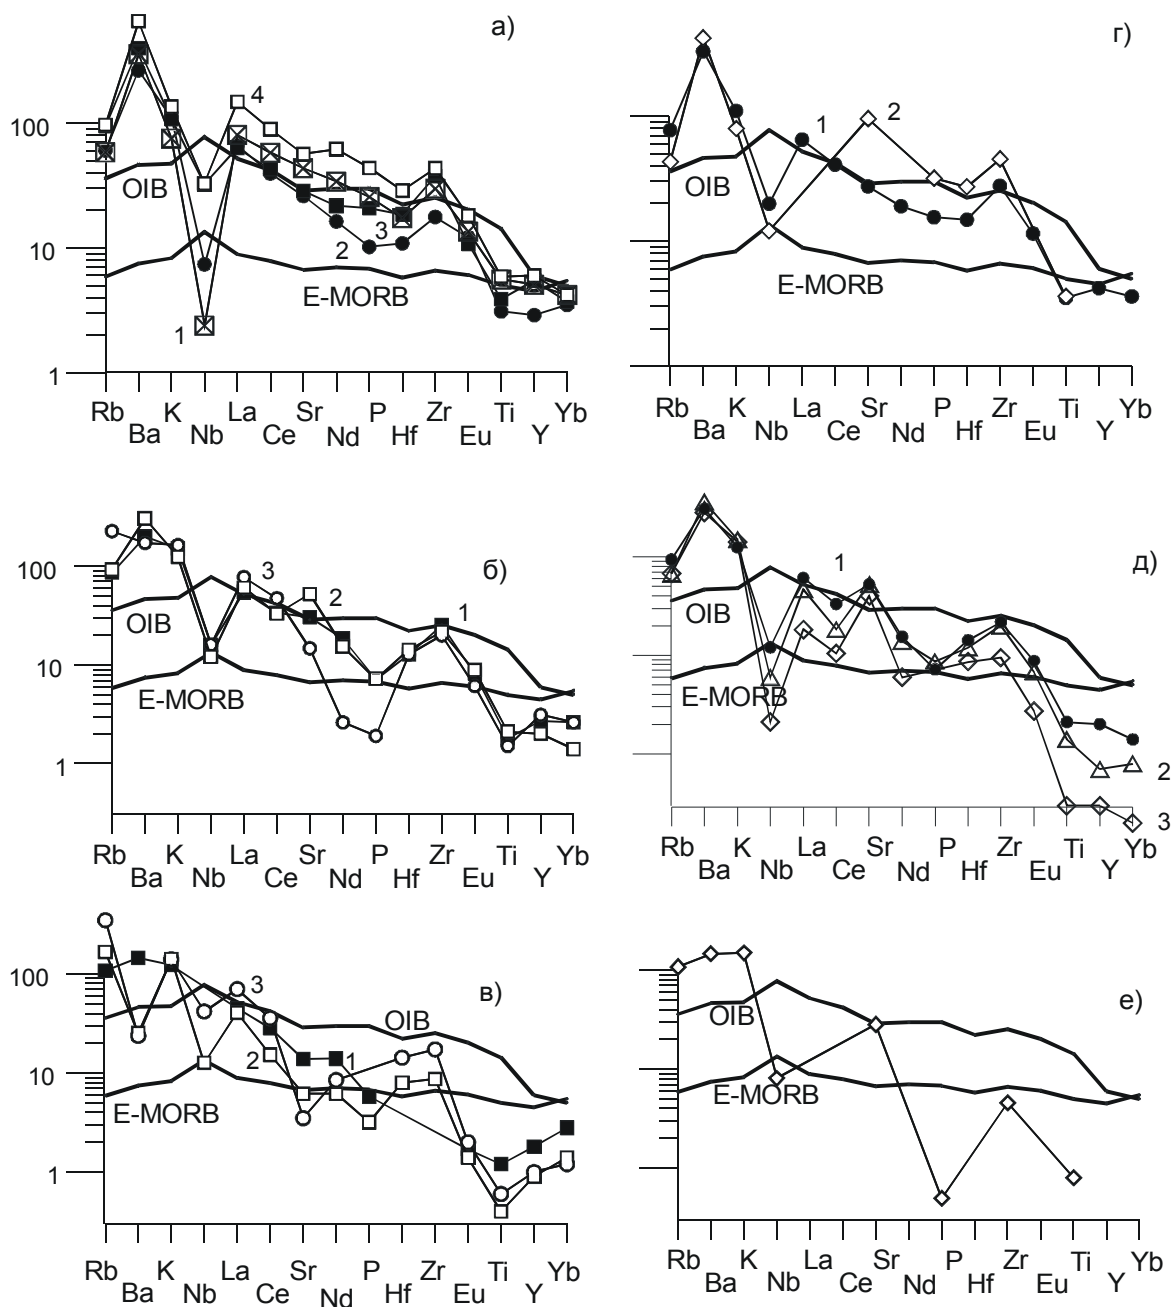 а)
4
100
OIB
3
10
2
E-MORB
1
1
Rb K La Sr P Zr Ti Yb
Ba Nb Ce Nd Hf Eu Y
г)
2
1
OIB
E-MORB
Rb K La Sr P Zr Ti Yb
Ba Nb Ce Nd Hf Eu Y
б)
100
3
2
1
OIB
10
E-MORB
1
Rb K La Sr P Zr Ti Yb
Ba Nb Ce Nd Hf Eu Y
д)
1
OIB
E-MORB
2
3
Rb K La Sr P Zr Ti Yb
Ba Nb Ce Nd Hf Eu Y
в)
100
3
OIB
10
2
1
E-MORB
1
Rb K La Sr P Zr Ti Yb
Ba Nb Ce Nd Hf Eu Y
е)
OIB
E-MORB
Rb K La Sr P Zr Ti Yb
Ba Nb Ce Nd Hf Eu Y